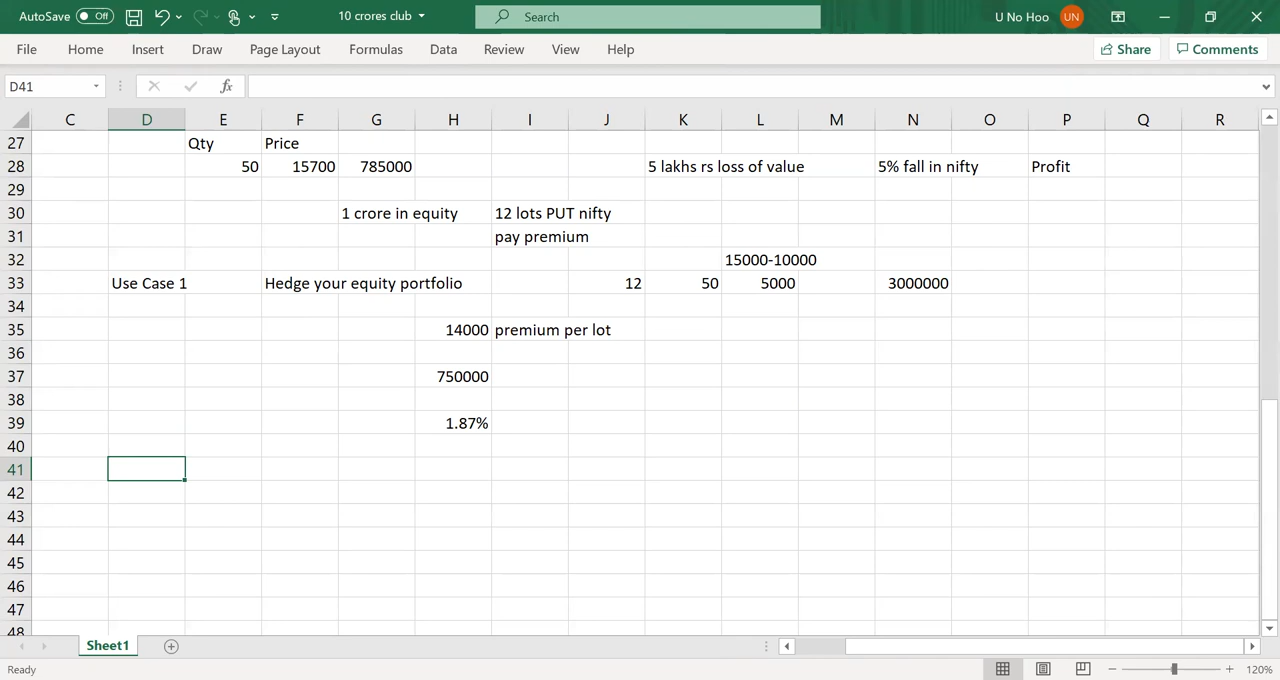 AutoSave Off 10 crores club Search U No Hoo UN
File Home Insert Draw Page Layout Formulas Data Review View Help Share Comments
D41 fx
C D E F G H I J K L M N O P Q R
27 Qty Price
28 50 15700 785000 5 lakhs rs loss of value 5% fall in nifty Profit
29
30 1 crore in equity 12 lots PUT nifty
31 pay premium
32 15000-10000
33 Use Case 1 Hedge your equity portfolio 12 50 5000 3000000
34
35 14000 premium per lot
36
37 750000
38
39 1.87%
40
41
42
43
44
45
46
47
48
Sheet1
Ready 120%